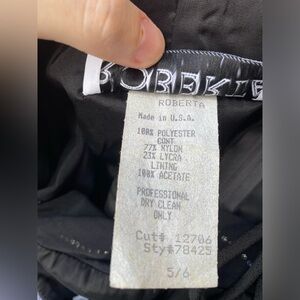 ROBERTA
Made in U.S.A.
100% POLYESTER
CONT
77% NYLON
23% LYCRA
LINING
100% ACETATE
PROFESSIONAL
DRY CLEAN
ONLY
Cut# 12706
Sty#78425
5/6